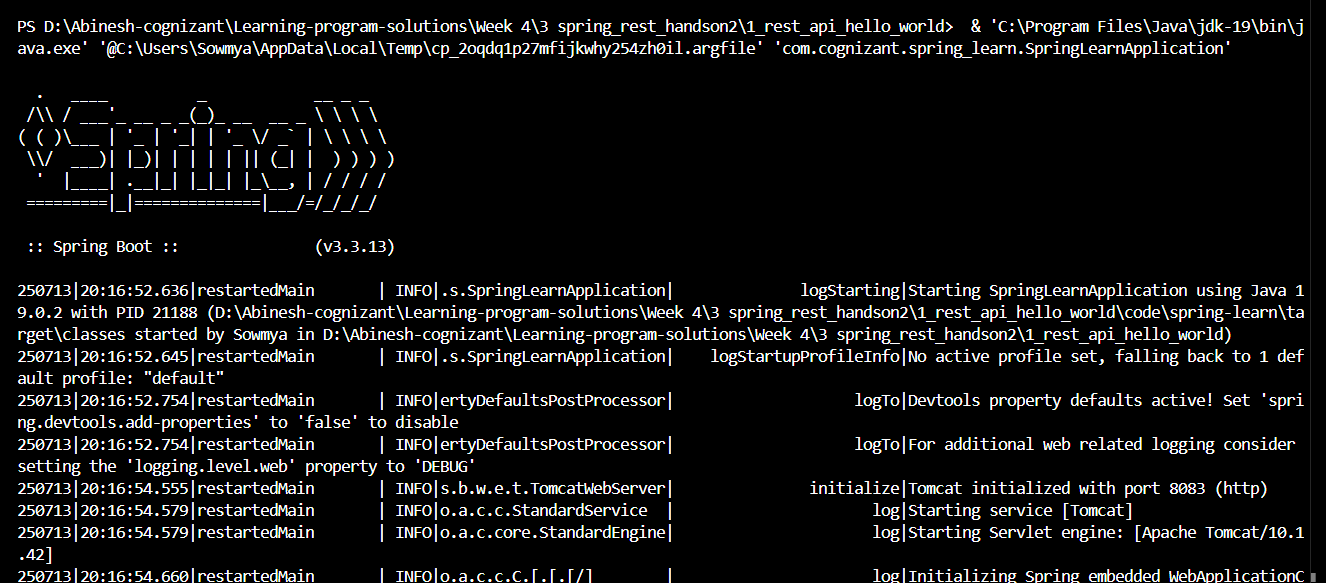 PS D:\Abinesh-cognizant\Learning-program-solutions\Week 4\3 spring_rest_handson2\1_rest_api_hello_world>  & 'C:\Program Files\Java\jdk-19\bin\j
ava.exe' '@C:\Users\Sowmya\AppData\Local\Temp\cp_2oqdq1p27mfijkwhy254zh0il.argfile' 'com.cognizant.spring_learn.SpringLearnApplication'

  .   ____          _            __ _ _
 /\\ / ___'_ __ _ _(_)_ __  __ _ \ \ \ \
( ( )\___ | '_ | '_| | '_ \/ _` | \ \ \ \
 \\/  ___)| |_)| | | | | || (_| |  ) ) ) )
  '  |____| .__|_| |_|_| |_\__, | / / / /
 =========|_|==============|___/=/_/_/_/

 :: Spring Boot ::               (v3.3.13)

250713|20:16:52.636|restartedMain       | INFO|.s.SpringLearnApplication|              logStarting|Starting SpringLearnApplication using Java 1
9.0.2 with PID 21188 (D:\Abinesh-cognizant\Learning-program-solutions\Week 4\3 spring_rest_handson2\1_rest_api_hello_world\code\spring-learn\ta
rget\classes started by Sowmya in D:\Abinesh-cognizant\Learning-program-solutions\Week 4\3 spring_rest_handson2\1_rest_api_hello_world)
250713|20:16:52.645|restartedMain       | INFO|.s.SpringLearnApplication|    logStartupProfileInfo|No active profile set, falling back to 1 def
ault profile: "default"
250713|20:16:52.754|restartedMain       | INFO|ertyDefaultsPostProcessor|                    logTo|Devtools property defaults active! Set 'spri
ng.devtools.add-properties' to 'false' to disable
250713|20:16:52.754|restartedMain       | INFO|ertyDefaultsPostProcessor|                    logTo|For additional web related logging consider
setting the 'logging.level.web' property to 'DEBUG'
250713|20:16:54.555|restartedMain       | INFO|s.b.w.e.t.TomcatWebServer|               initialize|Tomcat initialized with port 8083 (http)
250713|20:16:54.579|restartedMain       | INFO|o.a.c.c.StandardService  |                      log|Starting service [Tomcat]
250713|20:16:54.579|restartedMain       | INFO|o.a.c.core.StandardEngine|                      log|Starting Servlet engine: [Apache Tomcat/10.1
.42]
250713|20:16:54.660|restartedMain       | INFO|o.a.c.c.C.[.[.[/]        |                      log|Initializing Spring embedded WebApplicationC